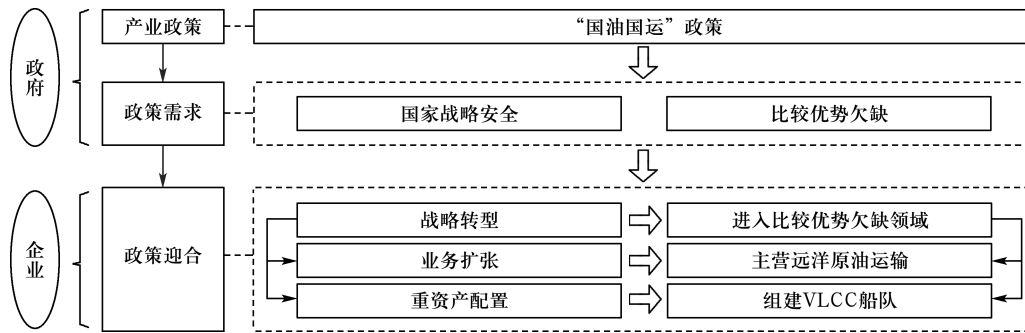 政府
产业政策
“国油国运”政策
政策需求
国家战略安全
比较优势欠缺
企业
政策迎合
战略转型
进入比较优势欠缺领域
业务扩张
主营远洋原油运输
重资产配置
组建VLCC船队